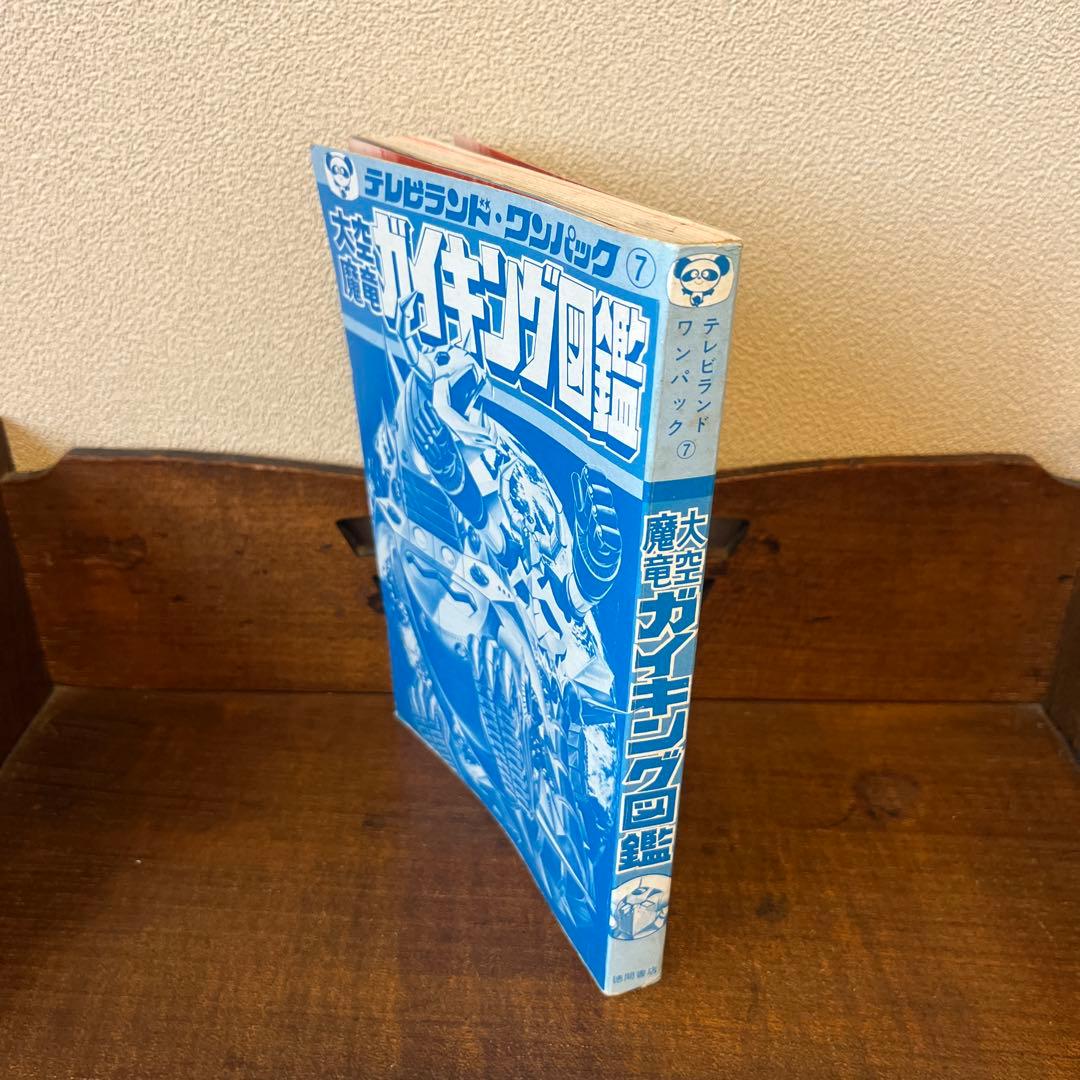 テレビランド・ワンパック⑦
大空魔竜
ガイキング図鑑
テレビランド
ワンパック⑦
大空魔竜
ガイキング図鑑
徳間書店